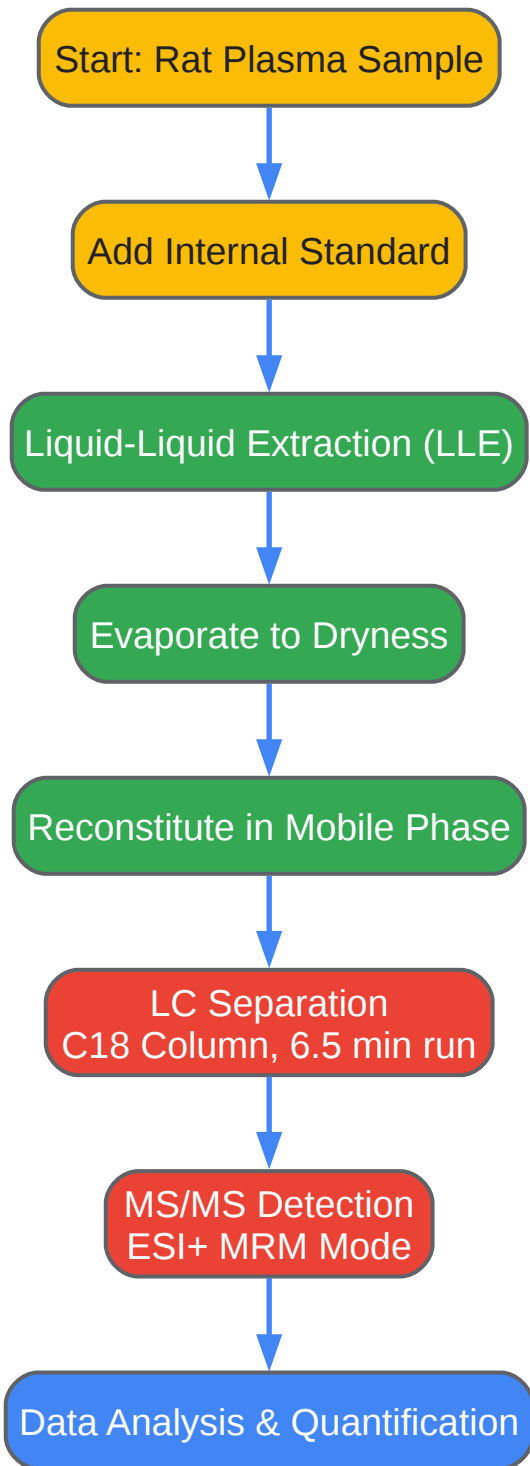 Start: Rat Plasma Sample
Add Internal Standard
Liquid-Liquid Extraction (LLE)
Evaporate to Dryness
Reconstitute in Mobile Phase
LC Separation
C18 Column, 6.5 min run
MS/MS Detection
ESI+ MRM Mode
Data Analysis & Quantification